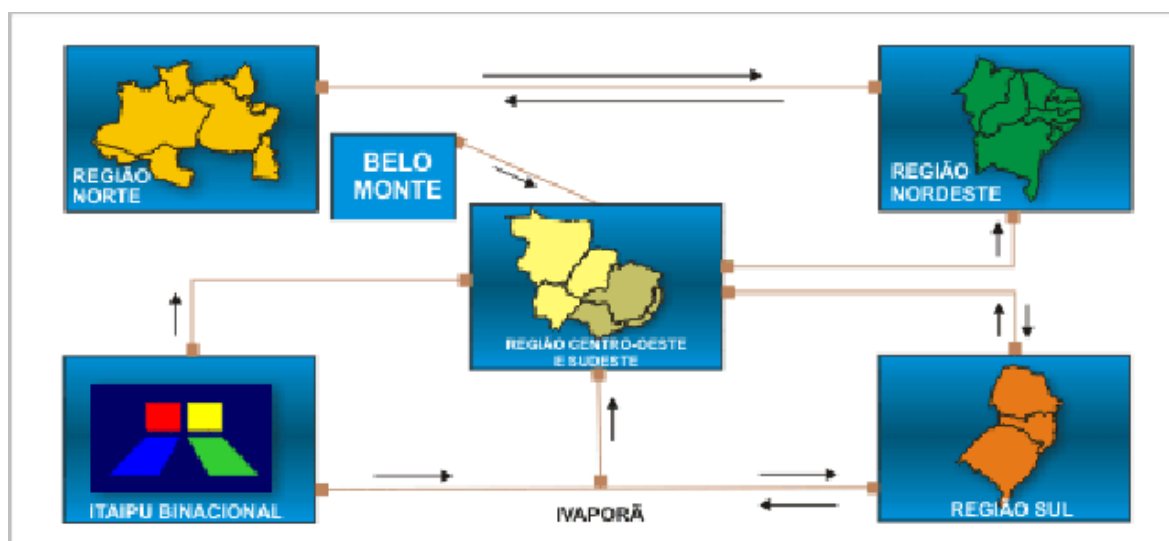 REGIÃO
NORTE
BELO
MONTE
REGIÃO
NORDESTE
REGIÃO CENTRO-OESTE
E SUDESTE
ITAIPU BINACIONAL
IVAPORÃ
REGIÃO SUL